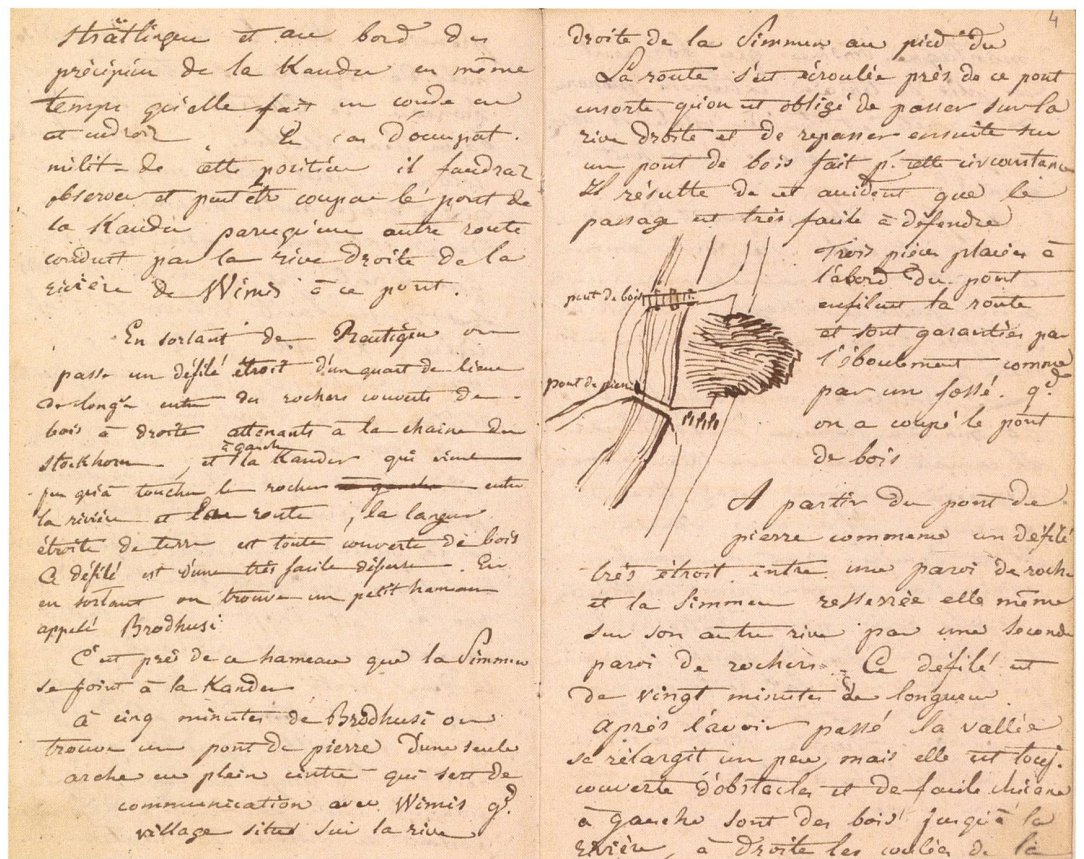 strättligen et au bord du
précipice de la Kander en même
temps qu'elle fait un coude en
cet endroit En cas d'occupat.
milit. de cette position il faudrait
observer et peut être couper le pont de
la Kander parcequ'une autre route
conduit par la rive droite de la
rivière de Wimis à ce pont.
En sortant de Reutigen on
passe un défilé étroit d'un quart de lieue
de longr entre des rochers couverts de
bois à droite attenants à la chaine du
stockhorn, et à gauche la Kander qui vient
jusqu'à toucher le rocher entre
la rivière et la route, la largeur
étroite de terre est toute couverte de bois
Ce défilé est d'une très facile défense. En
en sortant on trouve un petit hameau
appelé Brodhusi
C'est près de ce hameau que la Simmen
se joint à la Kander
à cinq minutes de Brodhusi on
trouve un pont de pierre d'une seule
arche en plein cintre qui sert de
communication avec Wimis gd
village situé sur la rive
4
droite de la Simmen au pied du
La route s'est écroulée près de ce pont
ensorte qu'on est obligé de passer sur la
rive droite et de repasser ensuite sur
un pont de bois fait pr. cette circonstance
Il résulte de cet accident que le
passage est très facile à défendre
Trois pièces placées à
l'abord du pont
enfilent la route
et sont garanties par
l'éboulement comme
par un fossé. qd
on a coupé le pont
de bois
pont de bois
pont de pierre
A partir du pont de
pierre commence un défilé
très étroit entre une paroi de roche
et la Simmen resserrée elle même
sur son autre rive par une seconde
paroi de rochers. Ce défilé est
de vingt minutes de longueur
Après l'avoir passé la vallée
se rélargit un peu, mais elle est touj.
couverte d'obstacles et de facile chicane
à gauche sont des bois jusqu'à la
rivière, à droite les coulées de la